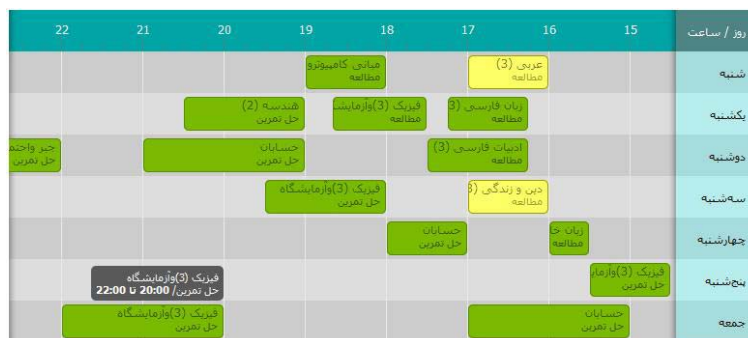 روز / ساعت 15 16 17 18 19 20 21 22
شنبه
عربی (3)
مطالعه
مبانی کامپیوترو
مطالعه
یکشنبه
زبان فارسی (3
مطالعه
فیزیک (3)وآزمایش
مطالعه
هندسه (2)
حل تمرین
دوشنبه
ادبیات فارسی (3)
مطالعه
حسابان
حل تمرین
جبر واحتم
حل تمرین
سه‌شنبه
دین و زندگی (3
مطالعه
فیزیک (3)وآزمایشگاه
حل تمرین
چهارشنبه
زبان خا
مطالعه
حسابان
حل تمرین
پنج‌شنبه
فیزیک (3)وآزمای
حل تمرین
فیزیک (3)وآزمایشگاه
حل تمرین/ 20:00 تا 22:00
جمعه
حسابان
حل تمرین
فیزیک (3)وآزمایشگاه
حل تمرین